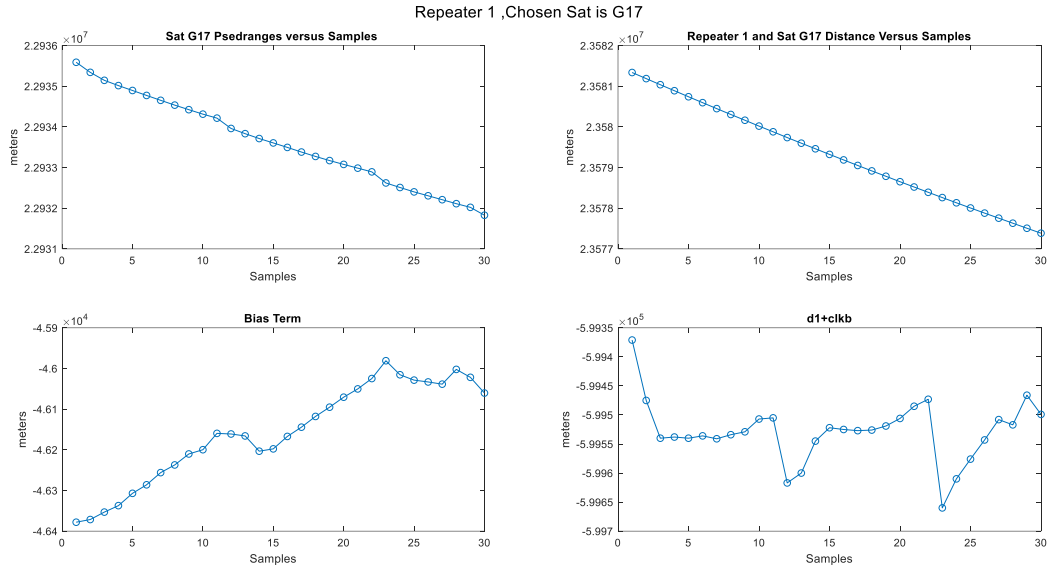 Repeater 1 ,Chosen Sat is G17
Sat G17 Psedranges versus Samples
×10^7
2.2936
2.2935
2.2934
2.2933
2.2932
2.2931
meters
0 5 10 15 20 25 30
Samples
Repeater 1 and Sat G17 Distance Versus Samples
×10^7
2.3582
2.3581
2.358
2.3579
2.3578
2.3577
meters
0 5 10 15 20 25 30
Samples
Bias Term
×10^4
-4.59
-4.6
-4.61
-4.62
-4.63
-4.64
meters
0 5 10 15 20 25 30
Samples
d1+clkb
×10^5
-5.9935
-5.994
-5.9945
-5.995
-5.9955
-5.996
-5.9965
-5.997
meters
0 5 10 15 20 25 30
Samples